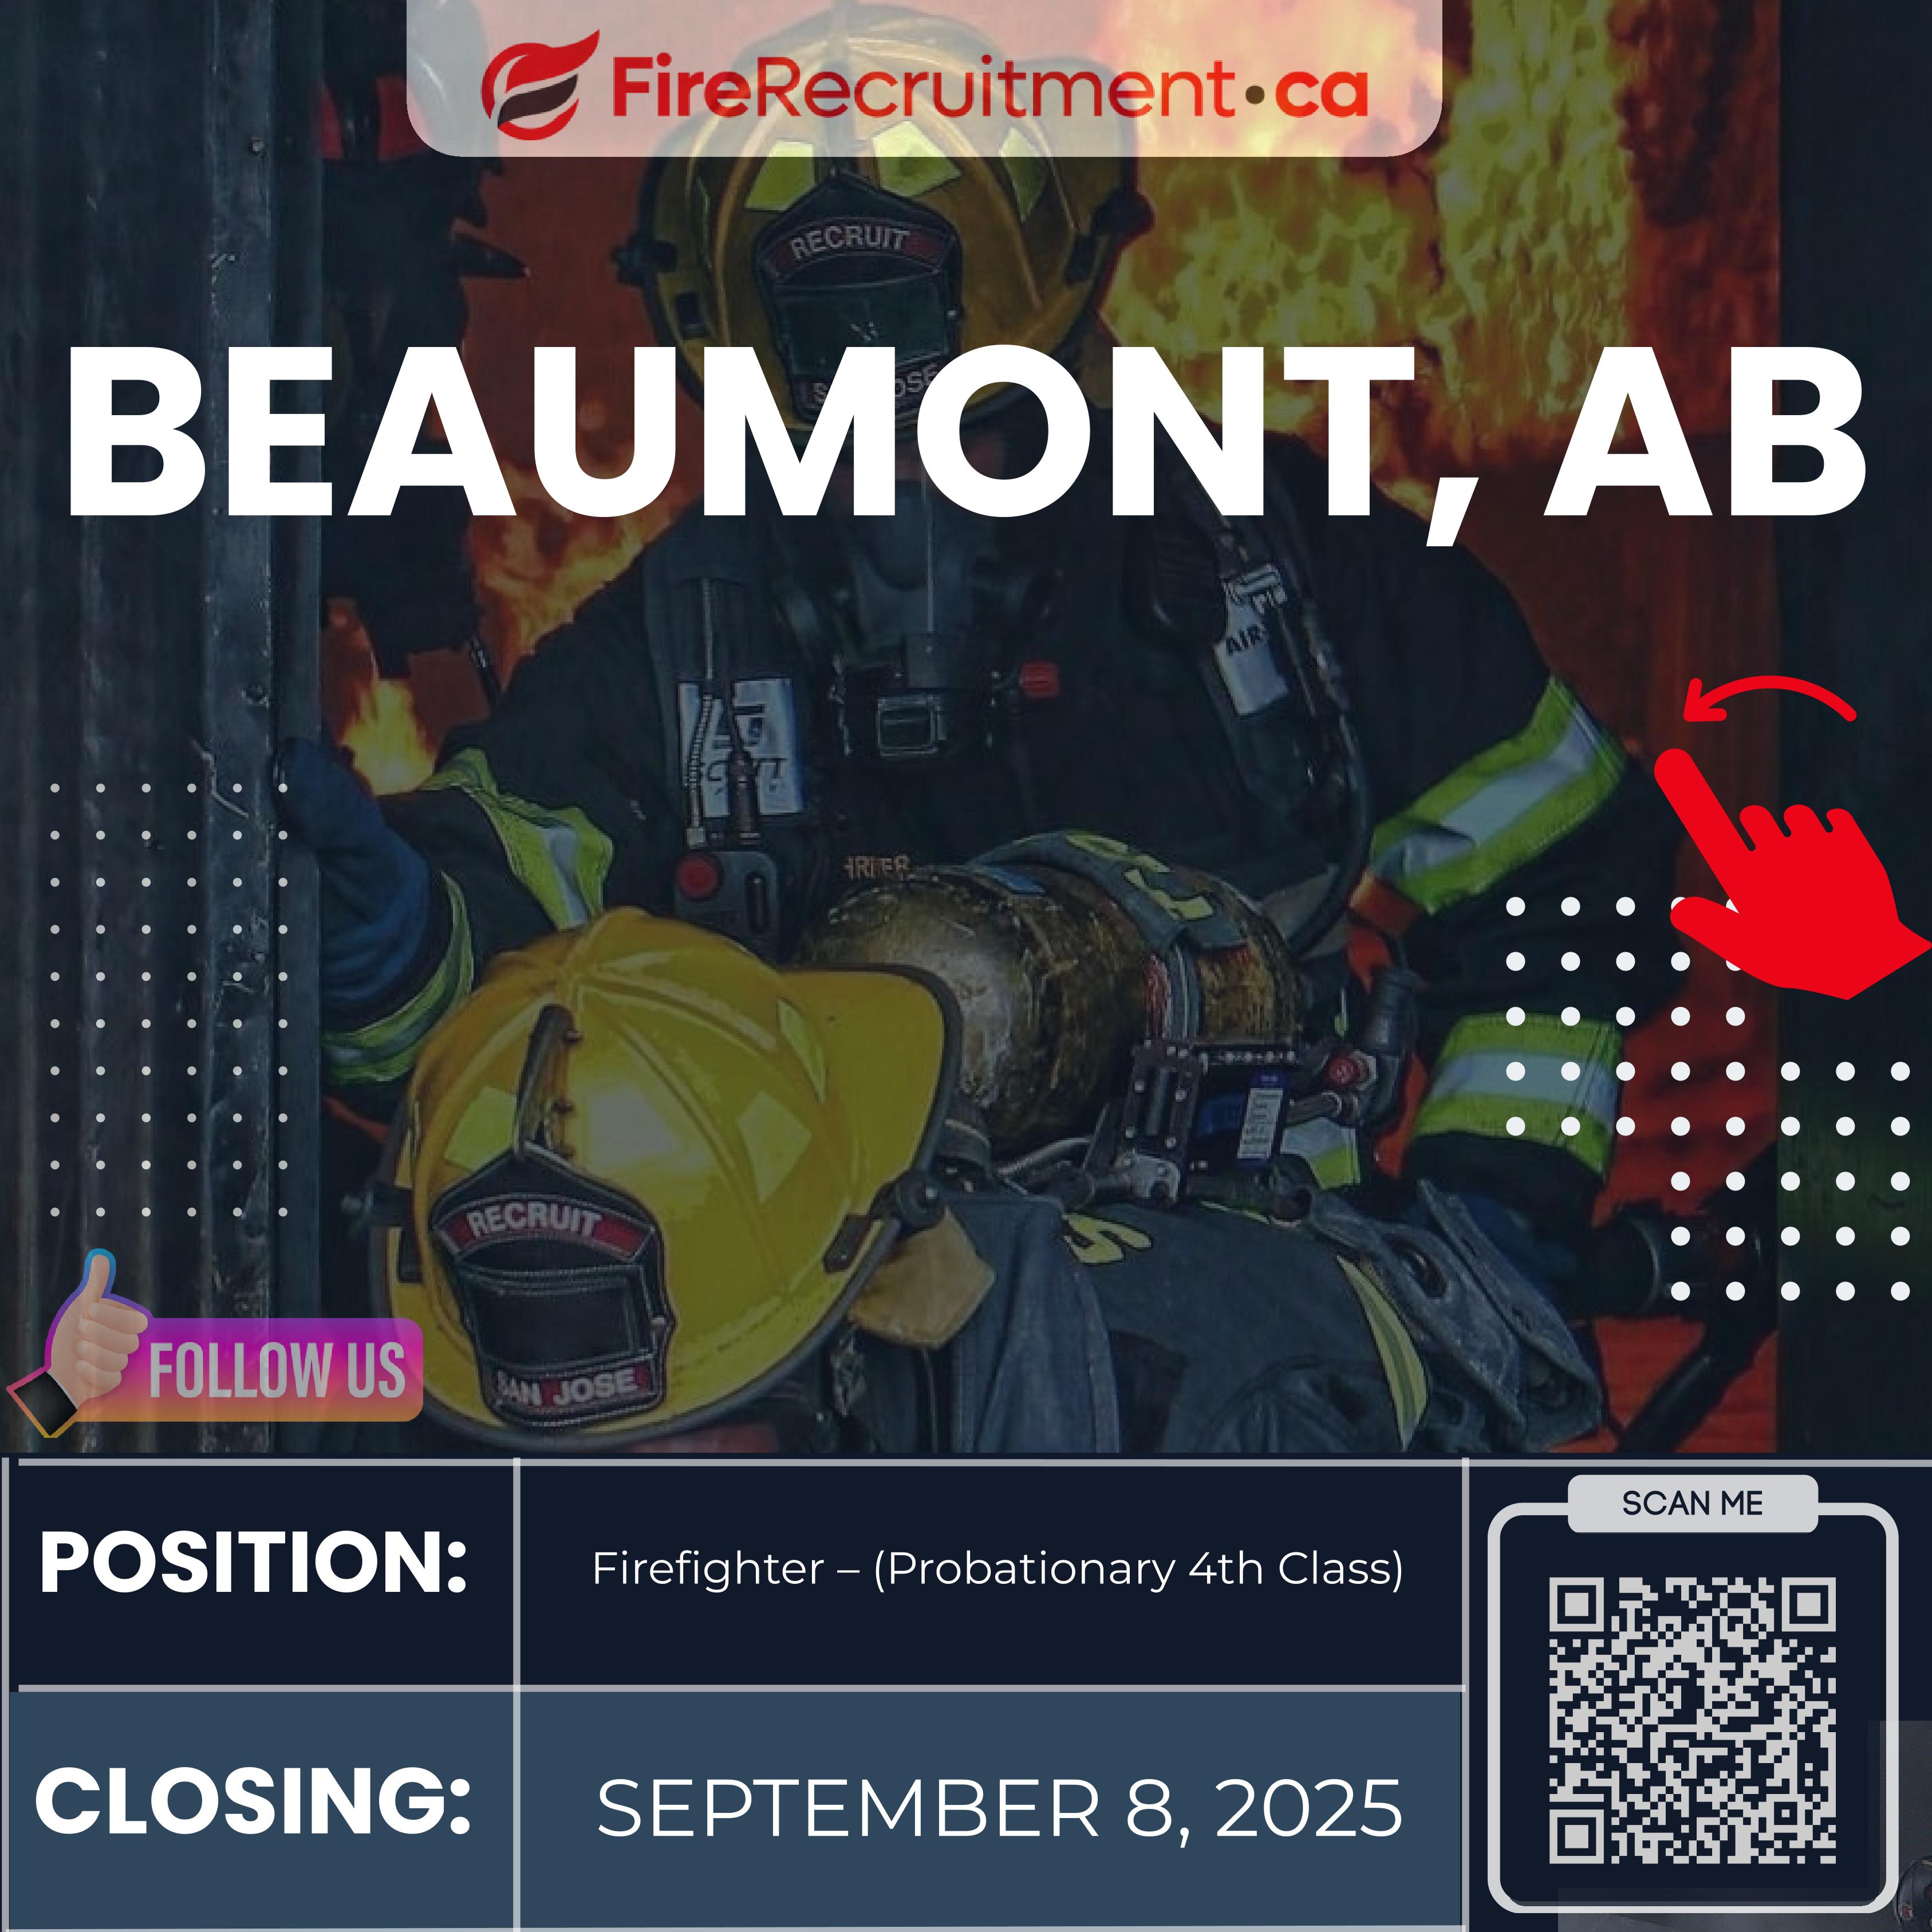 FireRecruitment.ca
RECRUIT
BEAUMONT, AB
AIR
RECRUIT
SAN JOSE
FOLLOW US
POSITION:
Firefighter – (Probationary 4th Class)
SCAN ME
CLOSING:
SEPTEMBER 8, 2025